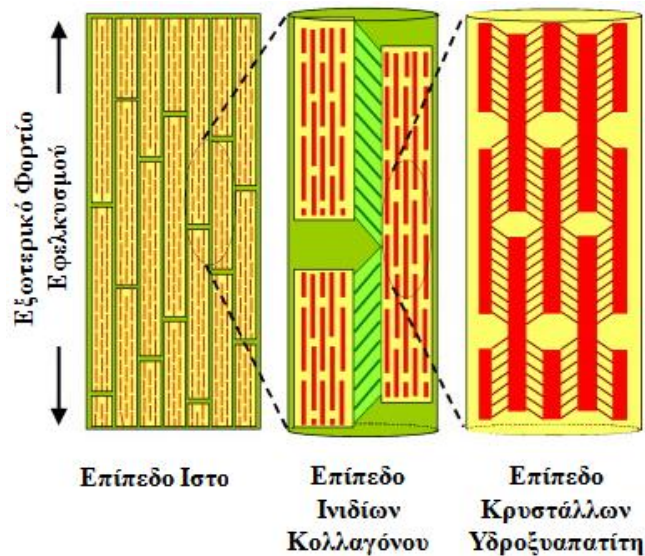 Εξωτερικό Φορτίο
Εφελκυσμού
Επίπεδο Ιστο
Επίπεδο
Ινιδίων
Κολλαγόνου
Επίπεδο
Κρυστάλλων
Υδροξυαπατίτη